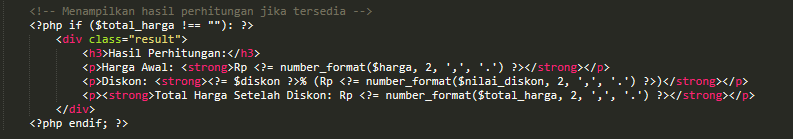 <!-- Menampilkan hasil perhitungan jika tersedia -->
<?php if ($total_harga !== ""): ?>
<div class="result">
<h3>Hasil Perhitungan:</h3>
<p>Harga Awal: <strong>Rp <?= number_format($harga, 2, ',', '.') ?></strong></p>
<p>Diskon: <strong><?= $diskon ?>% (Rp <?= number_format($nilai_diskon, 2, ',', '.') ?>)</strong></p>
<p><strong>Total Harga Setelah Diskon: Rp <?= number_format($total_harga, 2, ',', '.') ?></strong></p>
</div>
<?php endif; ?>